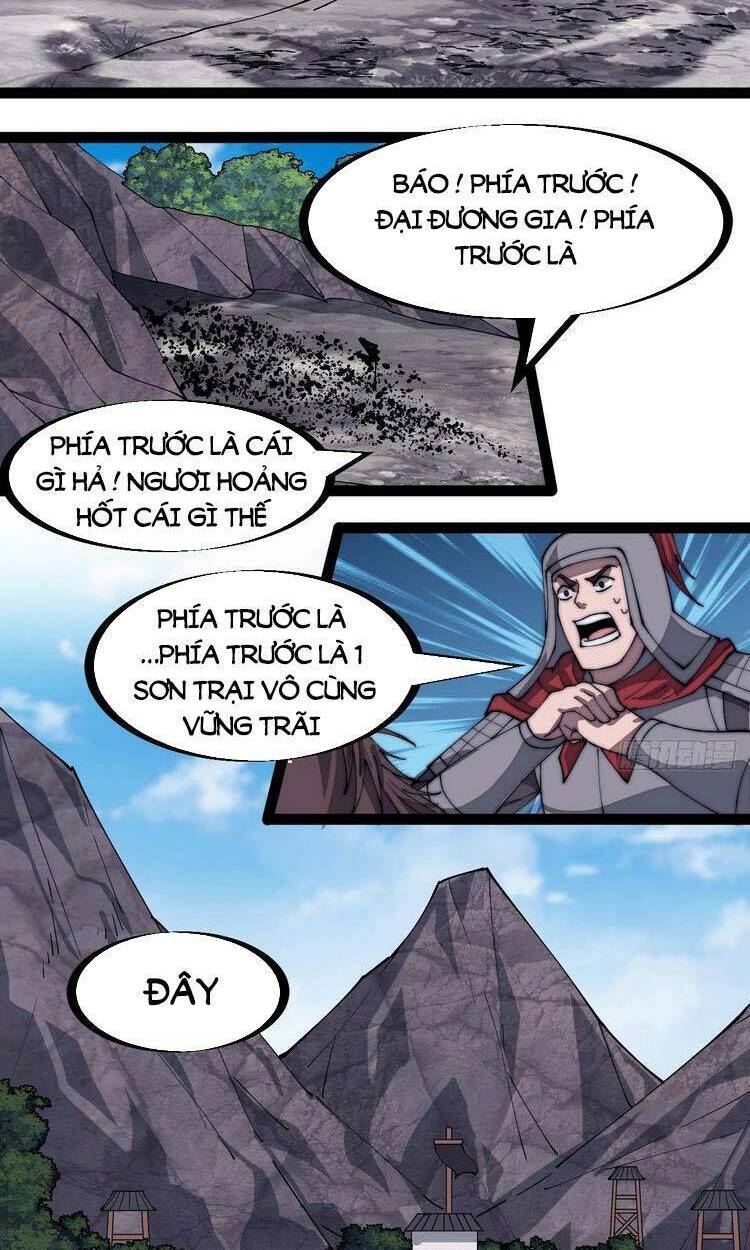 BÁO ! PHÍA TRƯỚC !
ĐẠI ĐƯƠNG GIA ! PHÍA
TRƯỚC LÀ
PHÍA TRƯỚC LÀ CÁI
GÌ HẢ ! NGƯƠI HOẢNG
HỐT CÁI GÌ THẾ
PHÍA TRƯỚC LÀ
...PHÍA TRƯỚC LÀ 1
SƠN TRẠI VÔ CÙNG
VỮNG TRÃI
ĐÂY